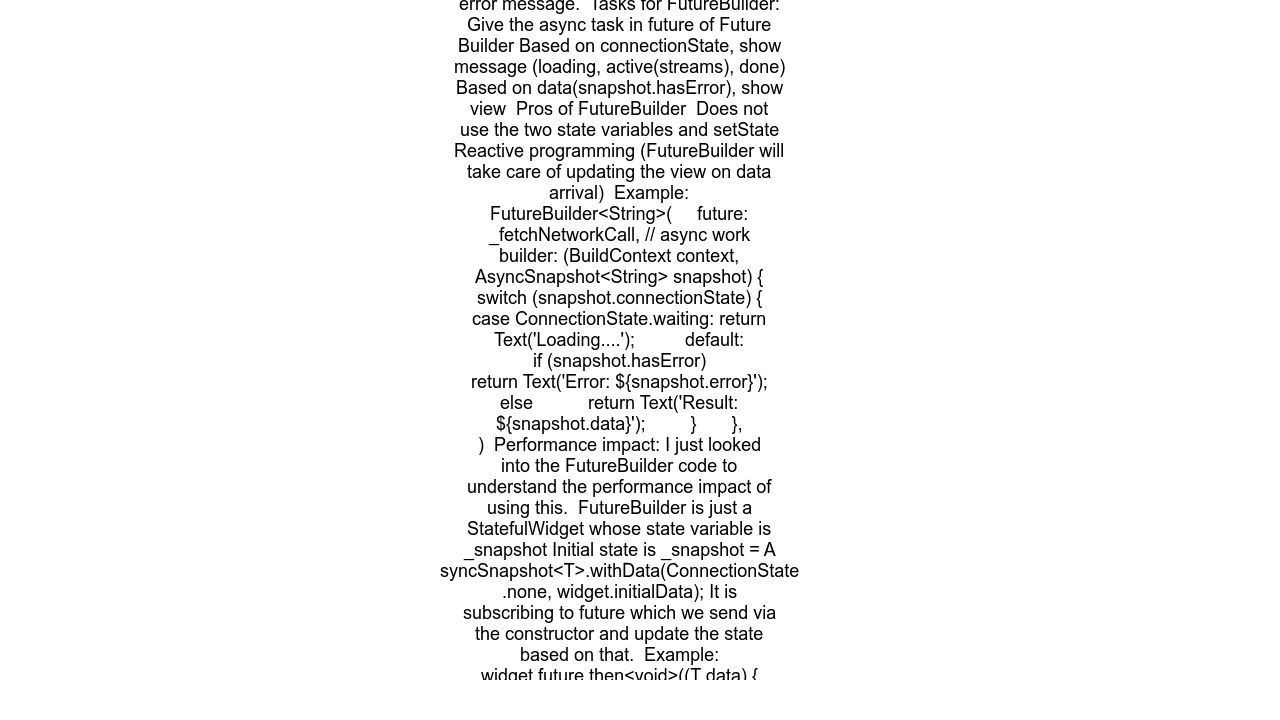 error message.  Tasks for FutureBuilder:
Give the async task in future of Future
Builder Based on connectionState, show
message (loading, active(streams), done)
Based on data(snapshot.hasError), show
view  Pros of FutureBuilder  Does not
use the two state variables and setState
Reactive programming (FutureBuilder will
take care of updating the view on data
arrival)  Example:
FutureBuilder<String>(     future:
_fetchNetworkCall, // async work
builder: (BuildContext context,
AsyncSnapshot<String> snapshot) {
switch (snapshot.connectionState) {
case ConnectionState.waiting: return
Text('Loading....');          default:
if (snapshot.hasError)
return Text('Error: ${snapshot.error}');
else           return Text('Result:
${snapshot.data}');         }       },
)  Performance impact: I just looked
into the FutureBuilder code to
understand the performance impact of
using this.  FutureBuilder is just a
StatefulWidget whose state variable is
_snapshot Initial state is _snapshot = A
syncSnapshot<T>.withData(ConnectionState
.none, widget.initialData); It is
subscribing to future which we send via
the constructor and update the state
based on that.  Example:
widget.future.then<void>((T data) {